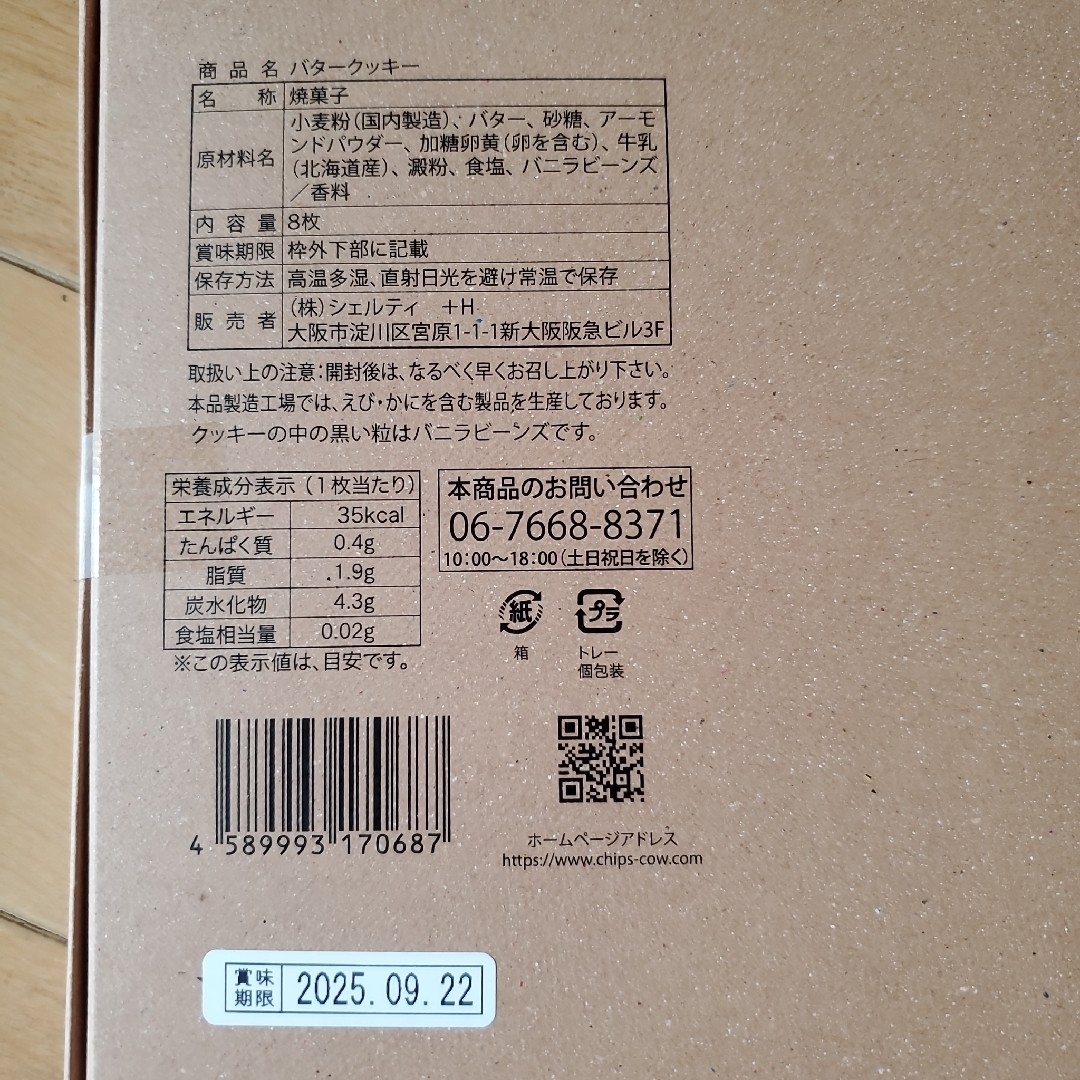 商品名 バタークッキー
名称 焼菓子
原材料名 小麦粉(国内製造)、バター、砂糖、アーモ
ンドパウダー、加糖卵黄(卵を含む)、牛乳
(北海道産)、澱粉、食塩、バニラビーンズ
／香料
内容量 8枚
賞味期限 枠外下部に記載
保存方法 高温多湿、直射日光を避け常温で保存
販売者 (株)シェルティ +H
大阪市淀川区宮原1-1-1新大阪阪急ビル3F
取扱い上の注意：開封後は、なるべく早くお召し上がり下さい。
本品製造工場では、えび・かにを含む製品を生産しております。
クッキーの中の黒い粒はバニラビーンズです。
栄養成分表示(1枚当たり)
エネルギー 35kcal
たんぱく質 0.4g
脂質 1.9g
炭水化物 4.3g
食塩相当量 0.02g
※この表示値は、目安です。
本商品のお問い合わせ
06-7668-8371
10：00～18：00(土日祝日を除く)
紙
箱
プラ
トレー
個包装
4 589993 170687
ホームページアドレス
https://www.chips-cow.com
賞味
期限
2025.09.22